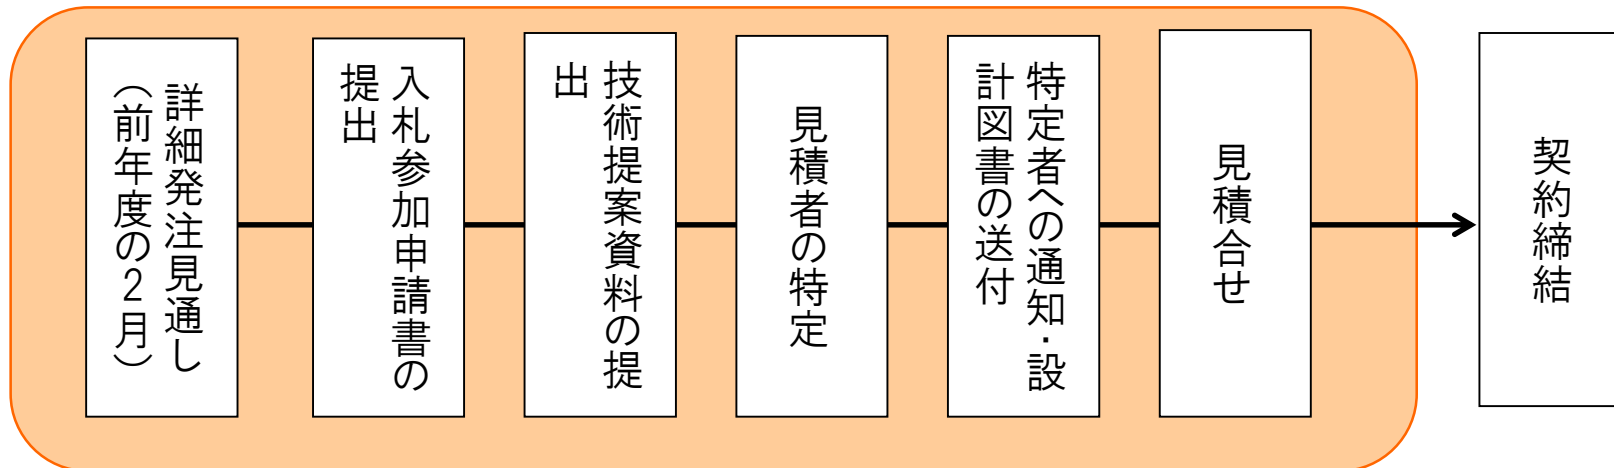 詳細発注見通し
（前年度の２月）
入札参加申請書の
提出
技術提案資料の提
出
見積者の特定
特定者への通知・設
計図書の送付
見積合せ
契約締結